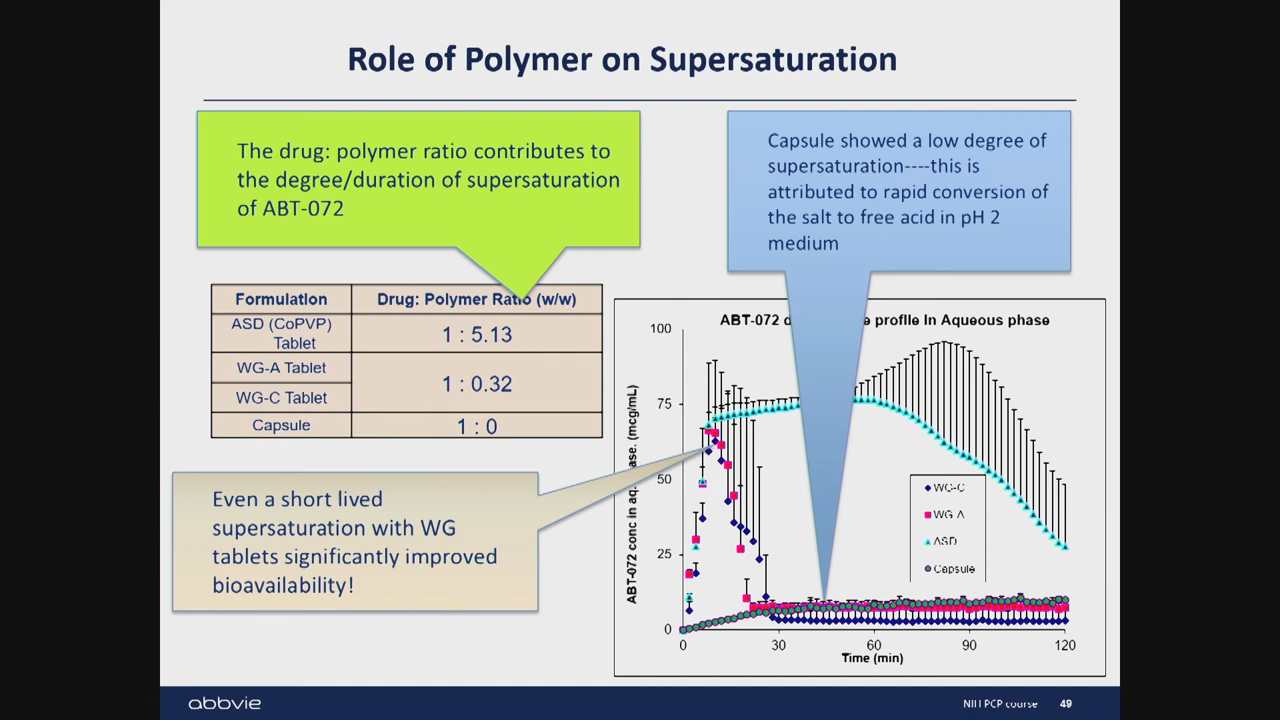 Role of Polymer on Supersaturation
The drug: polymer ratio contributes to
the degree/duration of supersaturation
of ABT-072
Capsule showed a low degree of
supersaturation----this is
attributed to rapid conversion of
the salt to free acid in pH 2
medium
Formulation
Drug: Polymer Ratio (w/w)
ASD (CoPVP)
Tablet
1 : 5.13
WG-A Tablet
WG-C Tablet
1 : 0.32
Capsule
1 : 0
Even a short lived
supersaturation with WG
tablets significantly improved
bioavailability!
ABT-072 profile In Aqueous phase
ABT-072 conc in aq. (mcg/mL)
100
75
50
25
0
0
30
60
90
120
Time (min)
WG-C
WG-A
ASD
Capsule
abbvie
NIH PCP course
49